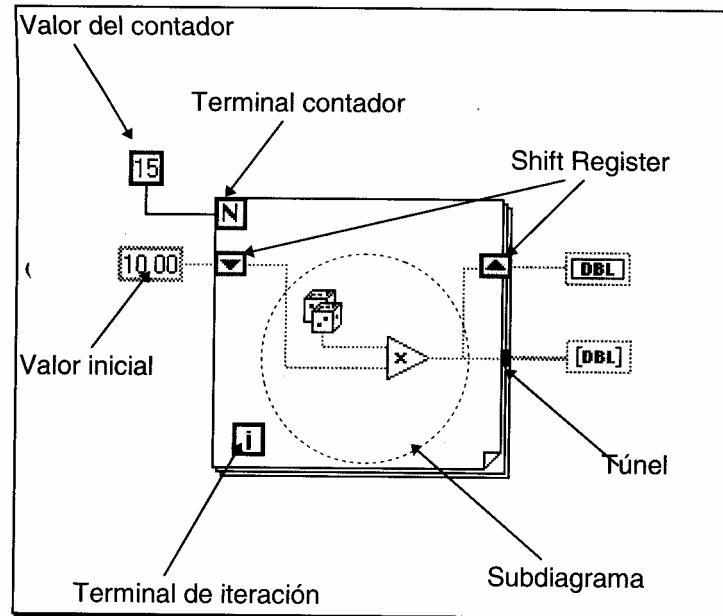 Valor del contador
Terminal contador
15
Shift Register
N
10,00
DBL
[DBL]
Valor inicial
i
Túnel
Subdiagrama
Terminal de iteración